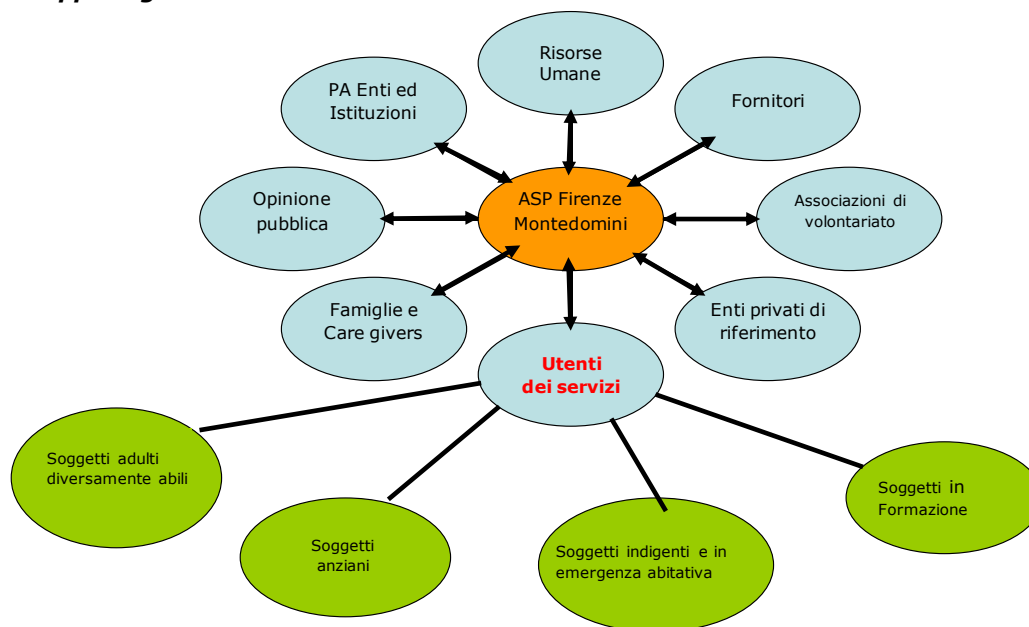 Risorse
Umane
PA Enti ed
Istituzioni
Fornitori
ASP Firenze
Montedomini
Opinione
pubblica
Associazioni di
volontariato
Famiglie e
Care givers
Enti privati di
riferimento
Utenti
dei servizi
Soggetti adulti
diversamente abili
Soggetti in
Formazione
Soggetti
anziani
Soggetti indigenti e in
emergenza abitativa